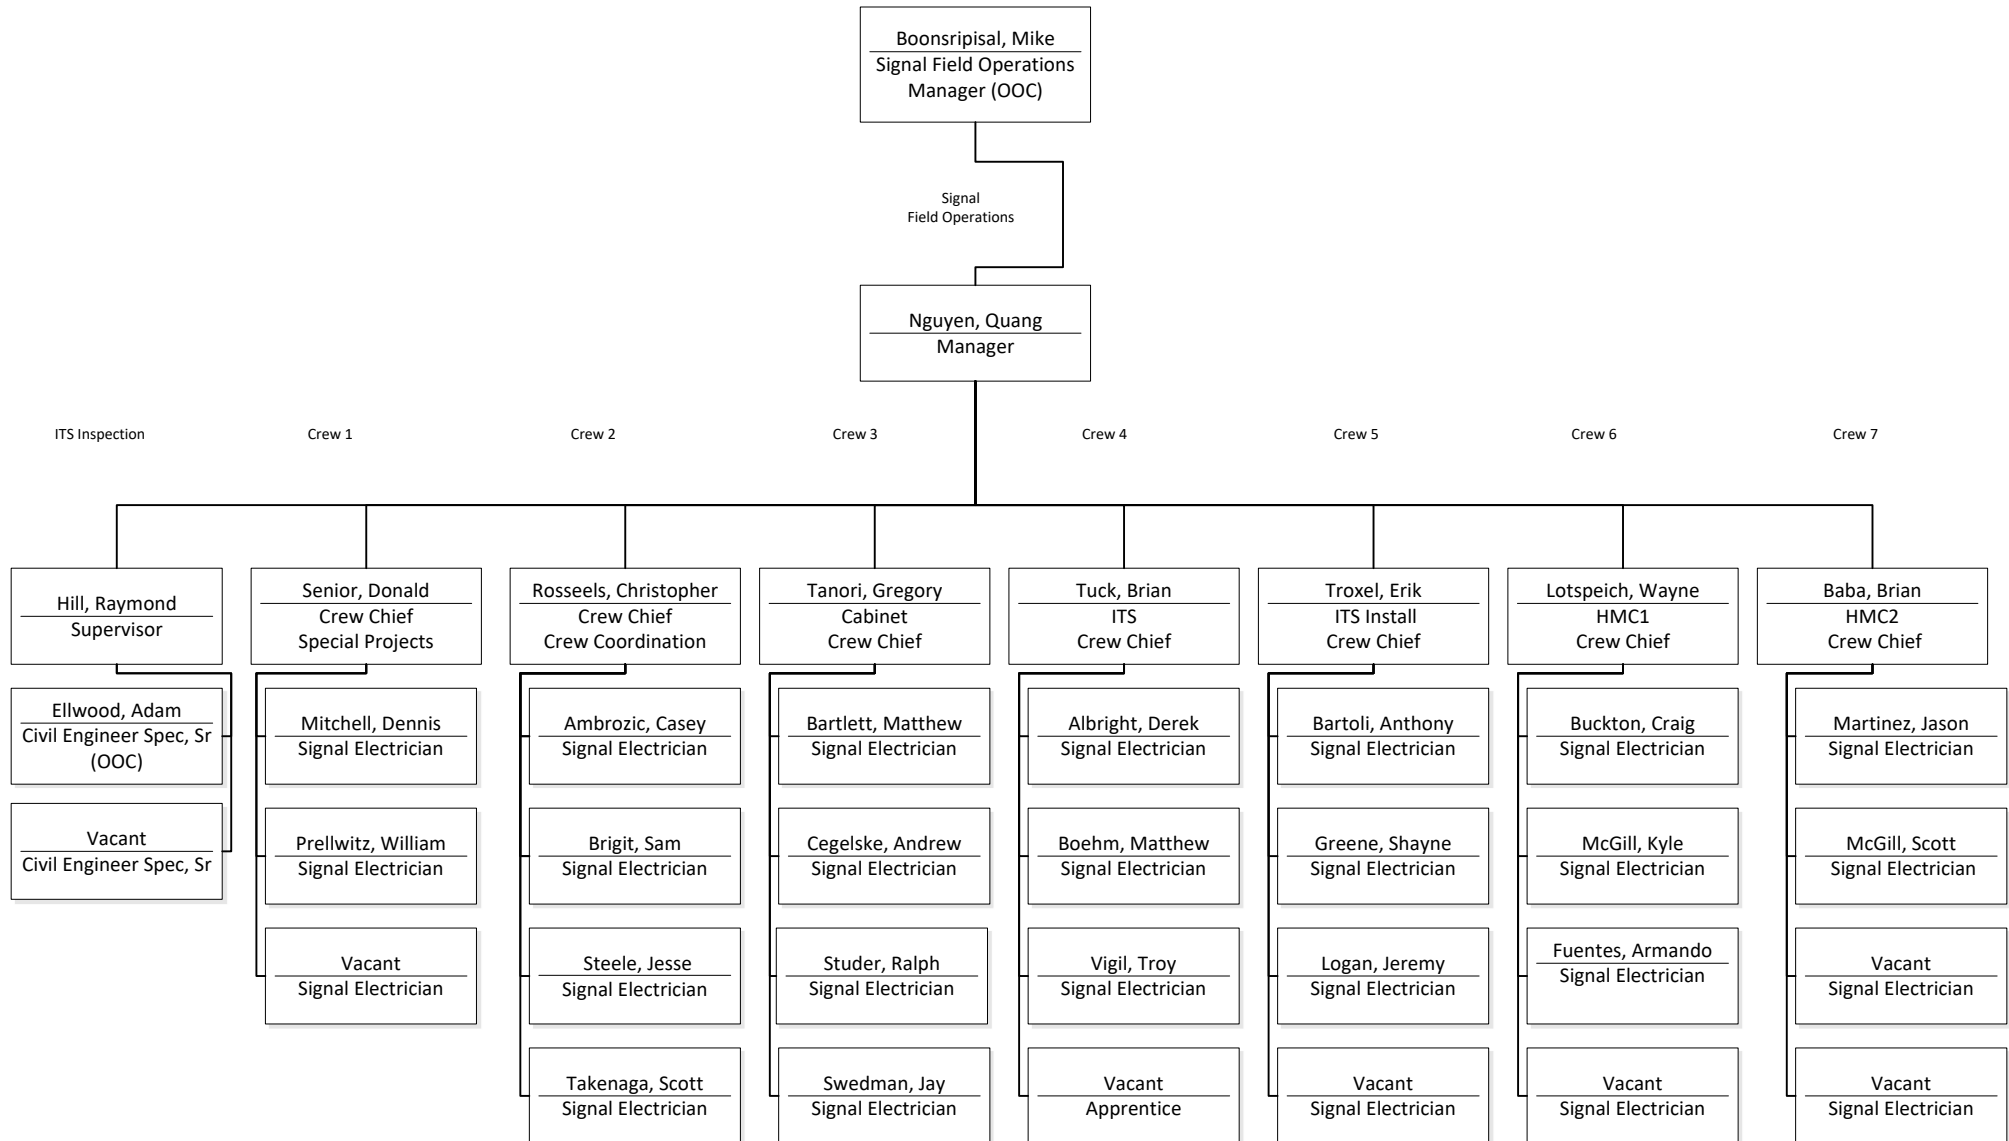 Boonsripisal, Mike
Signal Field Operations
Manager (OOC)
Signal
Field Operations
Nguyen, Quang
Manager
ITS Inspection
Crew 1
Crew 2
Crew 3
Crew 4
Crew 5
Crew 6
Crew 7
Hill, Raymond
Supervisor
Senior, Donald
Crew Chief
Special Projects
Rosseels, Christopher
Crew Chief
Crew Coordination
Tanori, Gregory
Cabinet
Crew Chief
Tuck, Brian
ITS
Crew Chief
Troxel, Erik
ITS Install
Crew Chief
Lotspeich, Wayne
HMC1
Crew Chief
Baba, Brian
HMC2
Crew Chief
Ellwood, Adam
Civil Engineer Spec, Sr
(OOC)
Mitchell, Dennis
Signal Electrician
Ambrozic, Casey
Signal Electrician
Bartlett, Matthew
Signal Electrician
Albright, Derek
Signal Electrician
Bartoli, Anthony
Signal Electrician
Buckton, Craig
Signal Electrician
Martinez, Jason
Signal Electrician
Vacant
Civil Engineer Spec, Sr
Prellwitz, William
Signal Electrician
Brigit, Sam
Signal Electrician
Cegelske, Andrew
Signal Electrician
Boehm, Matthew
Signal Electrician
Greene, Shayne
Signal Electrician
McGill, Kyle
Signal Electrician
McGill, Scott
Signal Electrician
Vacant
Signal Electrician
Steele, Jesse
Signal Electrician
Studer, Ralph
Signal Electrician
Vigil, Troy
Signal Electrician
Logan, Jeremy
Signal Electrician
Fuentes, Armando
Signal Electrician
Vacant
Signal Electrician
Takenaga, Scott
Signal Electrician
Swedman, Jay
Signal Electrician
Vacant
Apprentice
Vacant
Signal Electrician
Vacant
Signal Electrician
Vacant
Signal Electrician